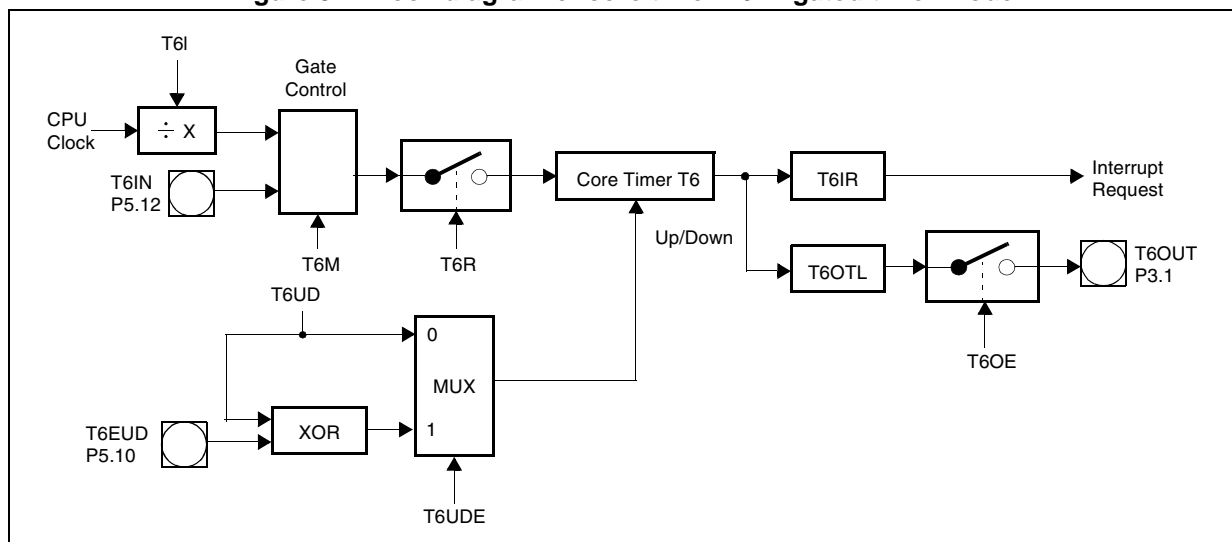 T6I
Gate
Control
CPU
Clock
÷ X
T6IN
P5.12
Core Timer T6
T6IR
Interrupt
Request
Up/Down
T6M
T6R
T6OTL
T6OUT
P3.1
T6UD
0
MUX
T6OE
XOR
1
T6EUD
P5.10
T6UDE